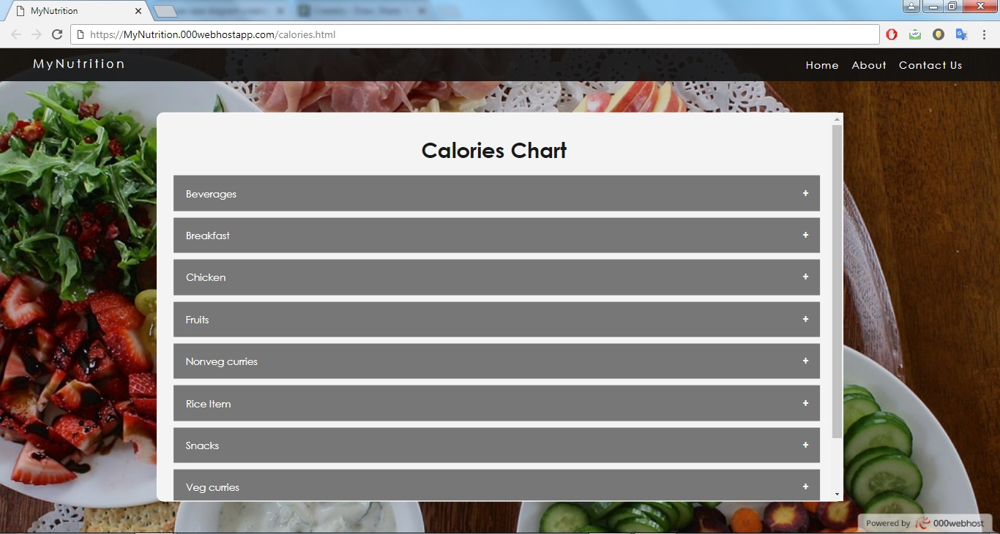 MyNutrition
https://MyNutrition.000webhostapp.com/calories.html
MyNutrition
Home About Contact Us
Calories Chart
Beverages +
Breakfast +
Chicken +
Fruits +
Nonveg curries +
Rice Item +
Snacks +
Veg curries +
Powered by 000webhost